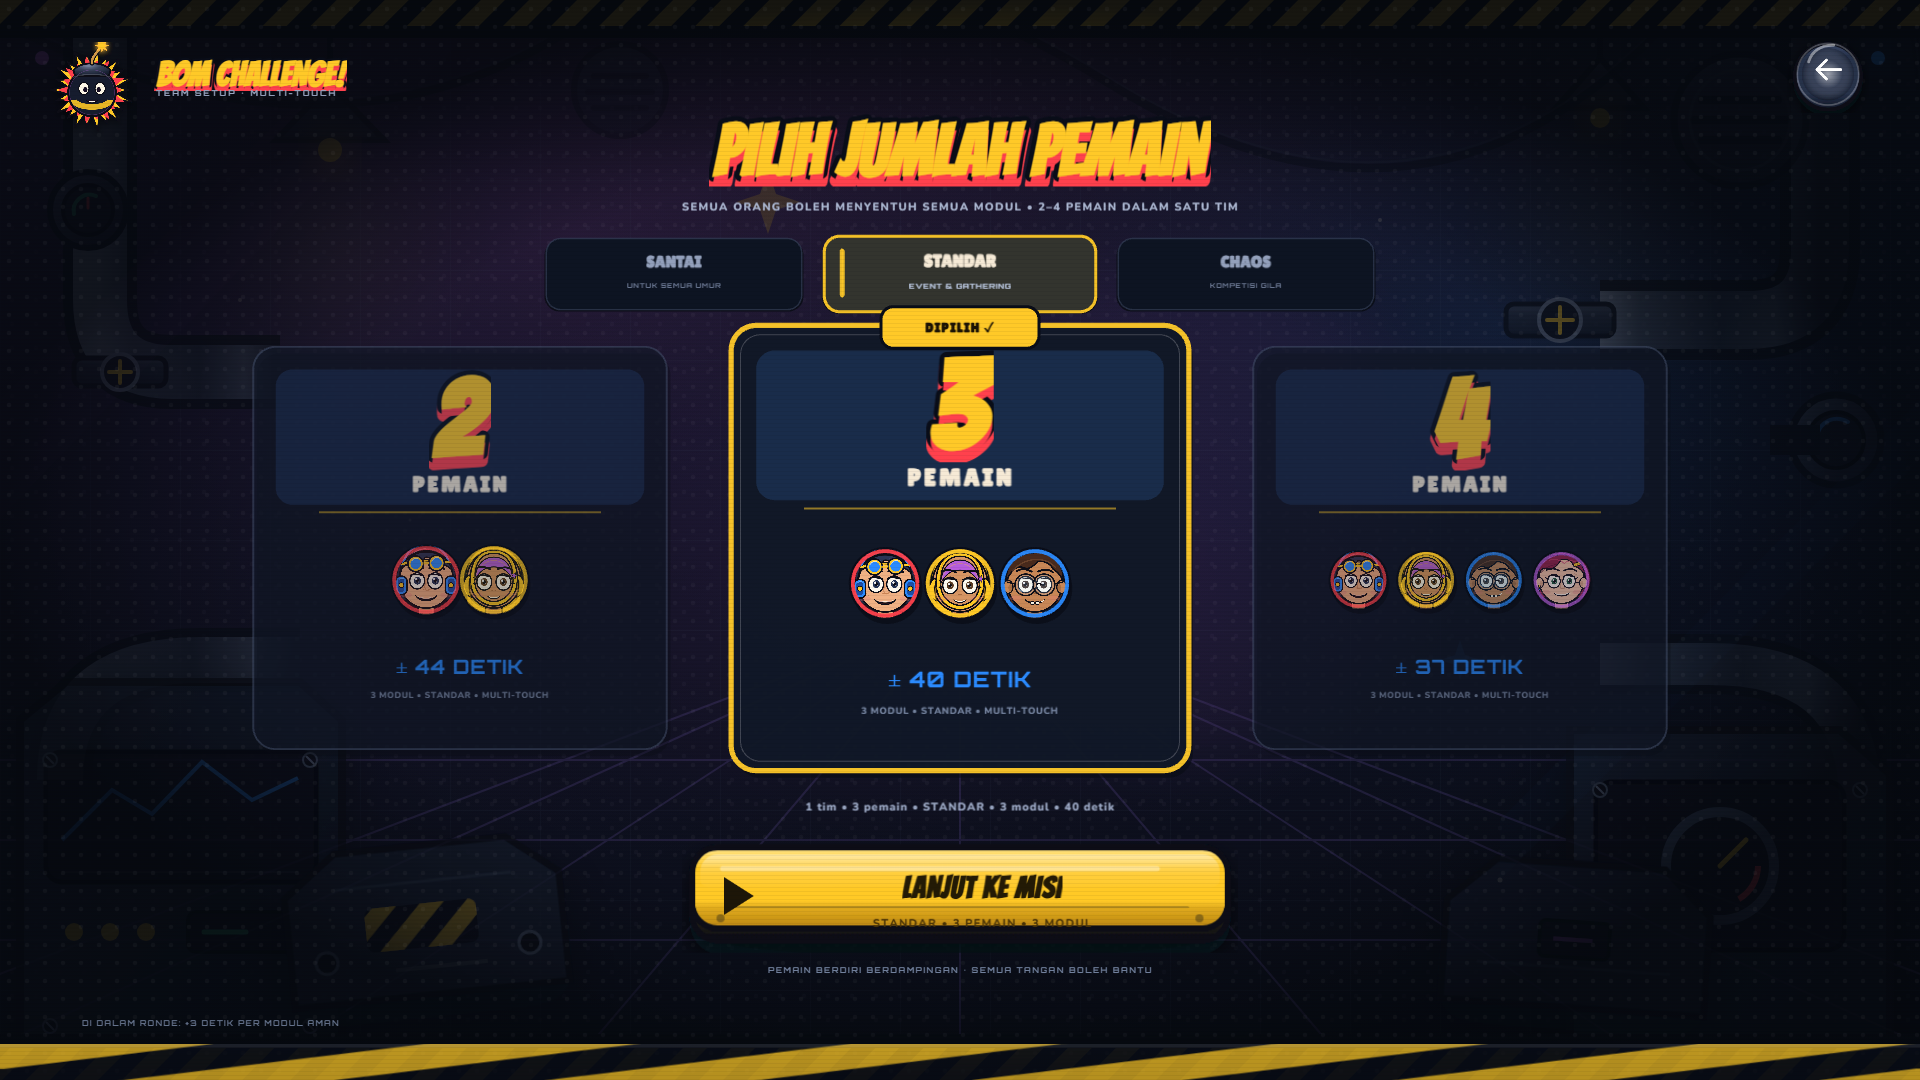 BOM CHALLENGE!
TEAM SETUP · MULTI-TOUCH
PILIH JUMLAH PEMAIN
SEMUA ORANG BOLEH MENYENTUH SEMUA MODUL • 2–4 PEMAIN DALAM SATU TIM
SANTAI
UNTUK SEMUA UMUR
STANDAR
EVENT & GATHERING
CHAOS
KOMPETISI GILA
DIPILIH ✓
2
PEMAIN
± 44 DETIK
3 MODUL • STANDAR • MULTI-TOUCH
3
PEMAIN
± 40 DETIK
3 MODUL • STANDAR • MULTI-TOUCH
4
PEMAIN
± 37 DETIK
3 MODUL • STANDAR • MULTI-TOUCH
1 tim • 3 pemain • STANDAR • 3 modul • 40 detik
LANJUT KE MISI
STANDAR • 3 PEMAIN • 3 MODUL
PEMAIN BERDIRI BERDAMPINGAN · SEMUA TANGAN BOLEH BANTU
DI DALAM RONDE: +3 DETIK PER MODUL AMAN